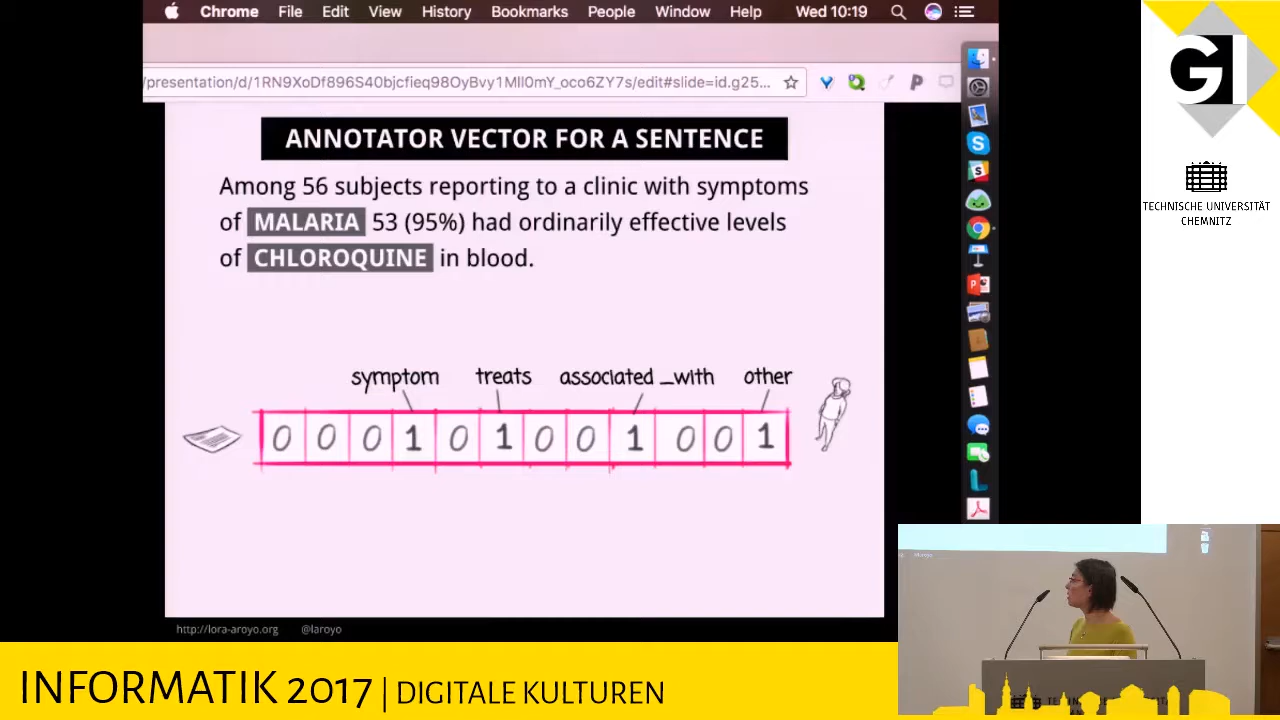 Chrome File Edit View History Bookmarks People Window Help Wed 10:19
/presentation/d/1RN9XoDf896S40bjcfieq98OyBvy1MlI0mY_oco6ZY7s/edit#slide=id.g25...
ANNOTATOR VECTOR FOR A SENTENCE
Among 56 subjects reporting to a clinic with symptoms
of MALARIA 53 (95%) had ordinarily effective levels
of CHLOROQUINE in blood.
symptom treats associated_with other
0 0 0 1 0 1 0 0 1 0 0 1
http://lora-aroyo.org @laroyo
GI
TECHNISCHE UNIVERSITÄT
CHEMNITZ
INFORMATIK 2017 | DIGITALE KULTUREN